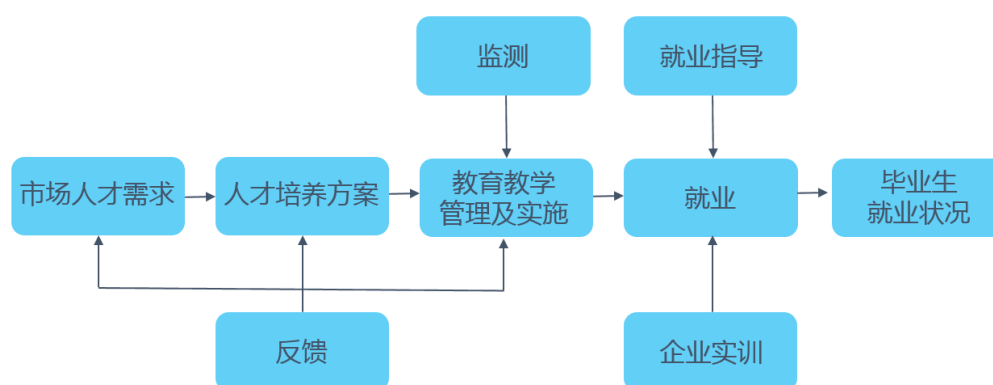 监测
就业指导
市场人才需求
人才培养方案
教育教学
管理及实施
就业
毕业生
就业状况
反馈
企业实训